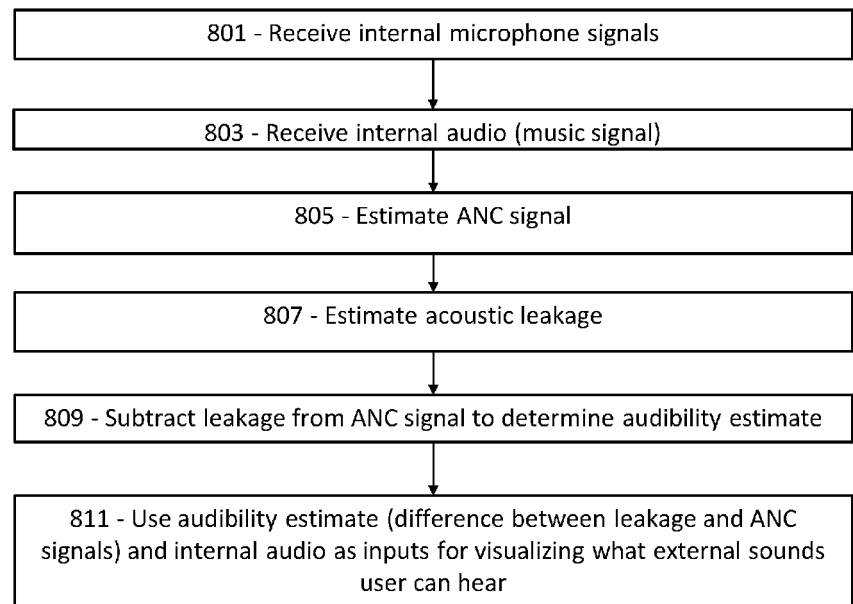 801 - Receive internal microphone signals
803 - Receive internal audio (music signal)
805 - Estimate ANC signal
807 - Estimate acoustic leakage
809 - Subtract leakage from ANC signal to determine audibility estimate
811 - Use audibility estimate (difference between leakage and ANC
signals) and internal audio as inputs for visualizing what external sounds
user can hear